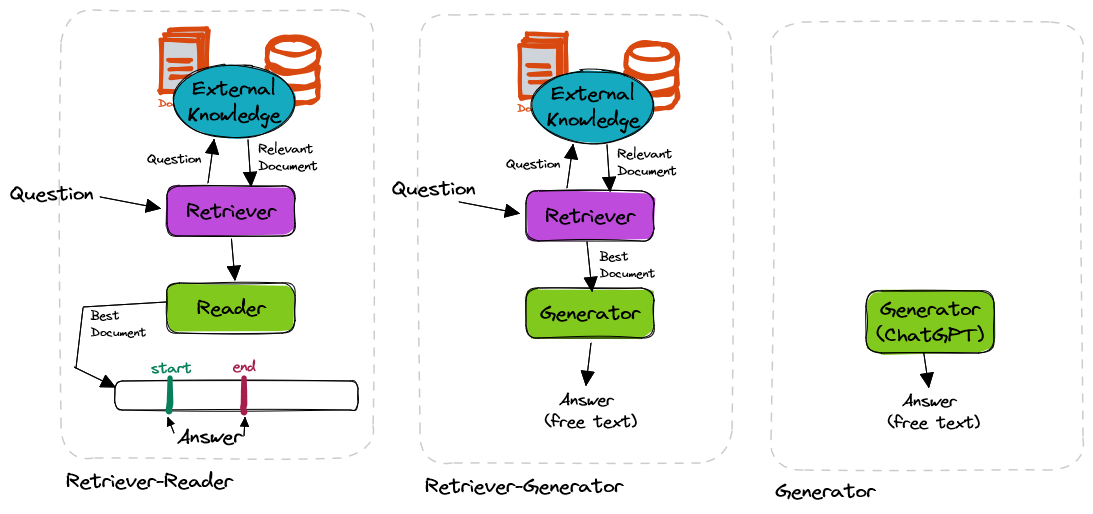 External
Knowledge
Question
Relevant
Document
Question
Retriever
Reader
Best
Document
start
end
Answer
Retriever-Reader
External
Knowledge
Question
Relevant
Document
Question
Retriever
Best
Document
Generator
Answer
(free text)
Retriever-Generator
Generator
(ChatGPT)
Answer
(free text)
Generator